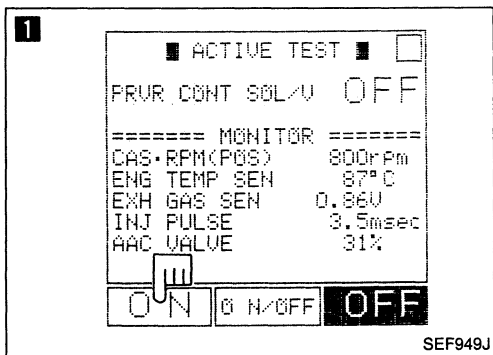 1
■ ACTIVE TEST ■
PRVR CONT SOL/V OFF
======= MONITOR =======
CAS•RPM(POS) 800rpm
ENG TEMP SEN 87°C
EXH GAS SEN 0.86V
INJ PULSE 3.5msec
AAC VALVE 31%
ON O N/OFF OFF
SEF949J